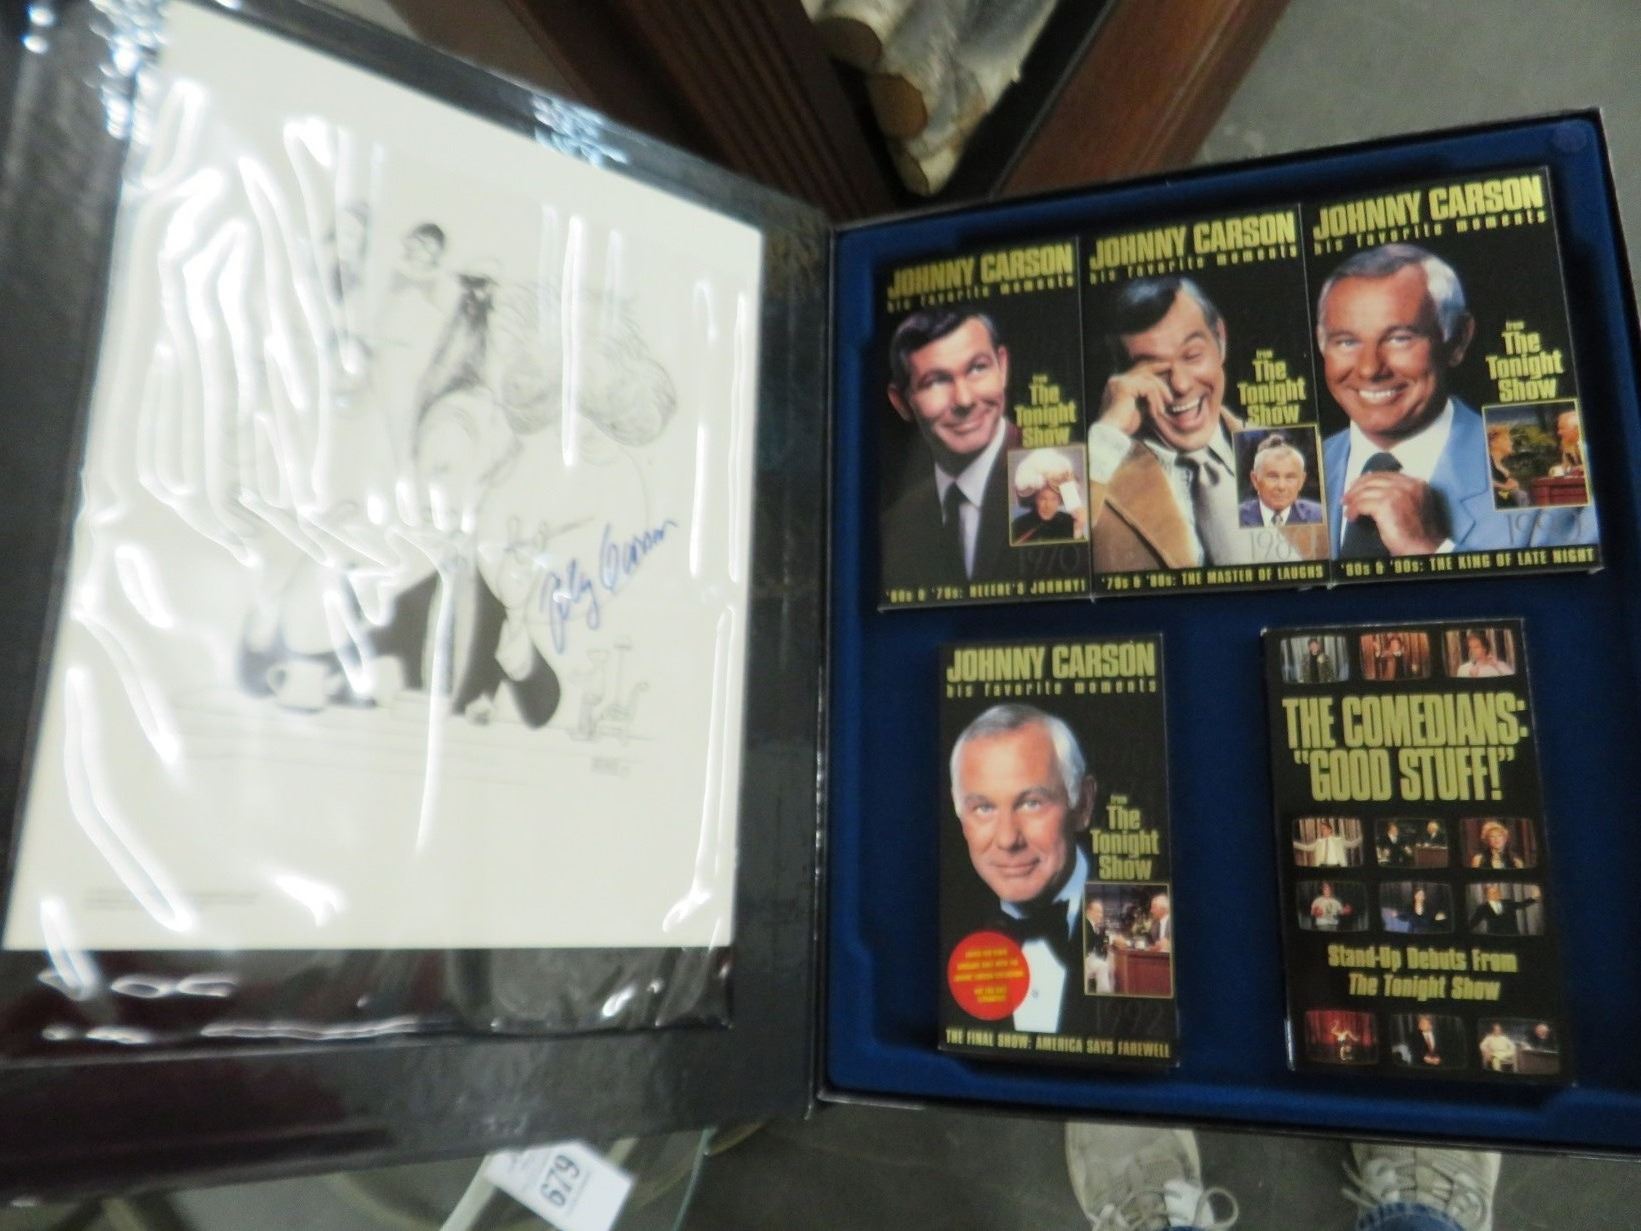 JOHNNY CARSON
his favorite moments
from
The
Tonight
Show
1970
'60s & '70s: HEEERE'S JOHNNY!
JOHNNY CARSON
his favorite moments
from
The
Tonight
Show
'70s & '80s: THE MASTER OF LAUGHS
JOHNNY CARSON
his favorite moments
from
The
Tonight
Show
'80s & '90s: THE KING OF LATE NIGHT
Johnny Carson
JOHNNY CARSON
his favorite moments
from
The
Tonight
Show
1992
THE FINAL SHOW: AMERICA SAYS FAREWELL
THE COMEDIANS:
"GOOD STUFF!"
Stand-Up Debuts From
The Tonight Show
679